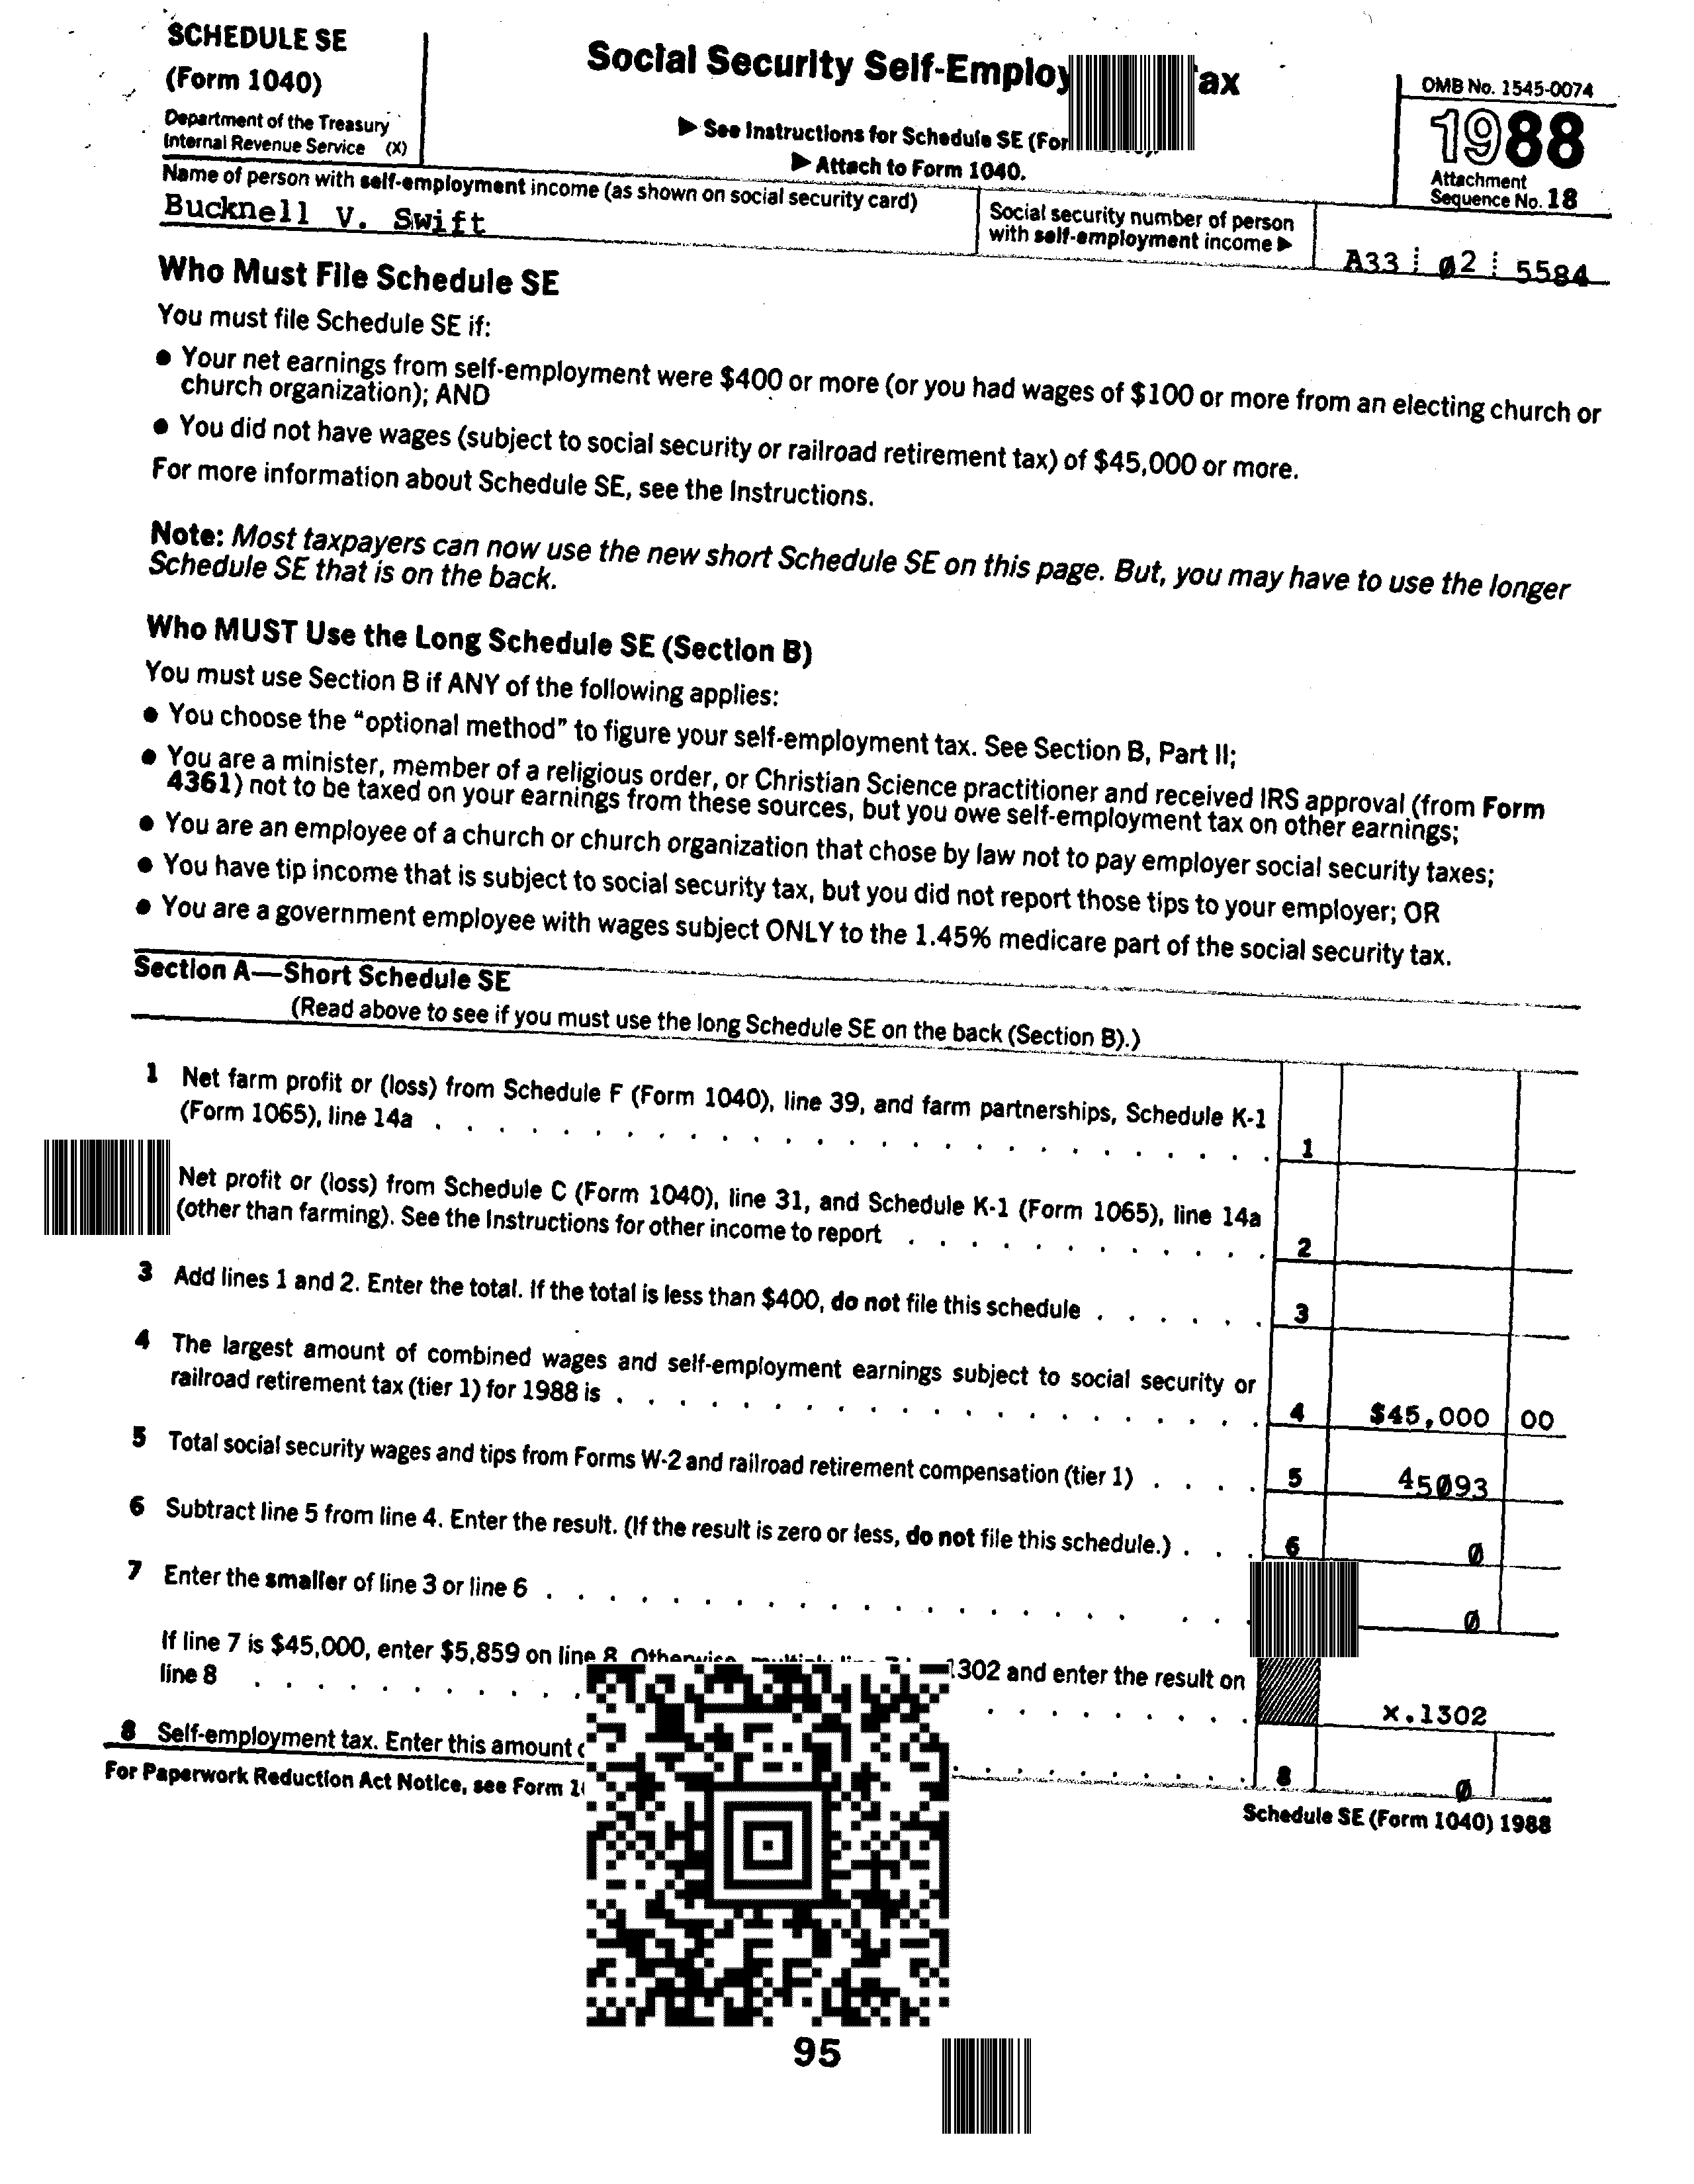 SCHEDULE SE
(Form 1040)
Department of the Treasury
Internal Revenue Service (X)
Social Security Self-Employ ax
▶ See Instructions for Schedule SE (For
▶ Attach to Form 1040.
OMB No. 1545-0074
1988
Attachment
Sequence No. 18
Name of person with self-employment income (as shown on social security card)
Bucknell V. Swift
Social security number of person
with self-employment income ▶
A33 02 5584
Who Must File Schedule SE
You must file Schedule SE if:
● Your net earnings from self-employment were $400 or more (or you had wages of $100 or more from an electing church or
church organization); AND
● You did not have wages (subject to social security or railroad retirement tax) of $45,000 or more.
For more information about Schedule SE, see the Instructions.
Note: Most taxpayers can now use the new short Schedule SE on this page. But, you may have to use the longer
Schedule SE that is on the back.
Who MUST Use the Long Schedule SE (Section B)
You must use Section B if ANY of the following applies:
● You choose the “optional method” to figure your self-employment tax. See Section B, Part II;
● You are a minister, member of a religious order, or Christian Science practitioner and received IRS approval (from Form
4361) not to be taxed on your earnings from these sources, but you owe self-employment tax on other earnings;
● You are an employee of a church or church organization that chose by law not to pay employer social security taxes;
● You have tip income that is subject to social security tax, but you did not report those tips to your employer; OR
● You are a government employee with wages subject ONLY to the 1.45% medicare part of the social security tax.
Section A—Short Schedule SE
(Read above to see if you must use the long Schedule SE on the back (Section B).)
1 Net farm profit or (loss) from Schedule F (Form 1040), line 39, and farm partnerships, Schedule K-1
(Form 1065), line 14a . . . . . . . . . . 1
Net profit or (loss) from Schedule C (Form 1040), line 31, and Schedule K-1 (Form 1065), line 14a
(other than farming). See the Instructions for other income to report . . . . . . . . . . 2
3 Add lines 1 and 2. Enter the total. If the total is less than $400, do not file this schedule . . . . . . 3
4 The largest amount of combined wages and self-employment earnings subject to social security or
railroad retirement tax (tier 1) for 1988 is . . . . . . . . . . 4 $45,000 00
5 Total social security wages and tips from Forms W-2 and railroad retirement compensation (tier 1) . . . . 5 45093
6 Subtract line 5 from line 4. Enter the result. (If the result is zero or less, do not file this schedule.) . . . 6 0
7 Enter the smaller of line 3 or line 6 . . . . . . . . . . 0
If line 7 is $45,000, enter $5,859 on line 8. Otherwise, .1302 and enter the result on
line 8 . . . . . . . . . . x.1302
8 Self-employment tax. Enter this amount . . . . . . . . . . 8 0
For Paperwork Reduction Act Notice, see Form
Schedule SE (Form 1040) 1988
95